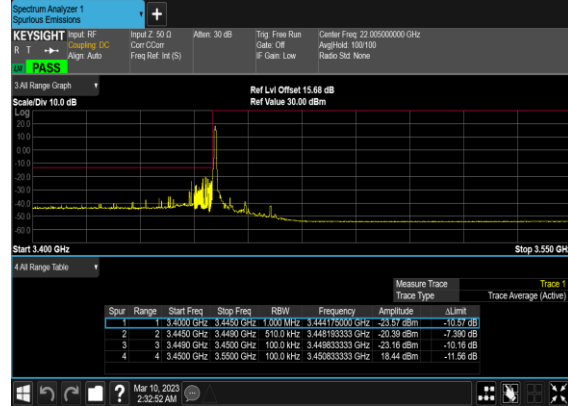 Spectrum Analyzer 1
Spurious Emissions
+
KEYSIGHT Input: RF Input Z: 50 Ω Atten: 30 dB Trig: Free Run Center Freq: 22.005000000 GHz
R T Coupling: DC Corr CCorr Gate: Off Avg|Hold: 100/100
Align: Auto Freq Ref: Int (S) IF Gain: Low Radio Std: None
PASS
3 All Range Graph
Ref Lvl Offset 15.68 dB
Scale/Div 10.0 dB Ref Value 30.00 dBm
Log
20.0
10.0
0.00
-10.0
-20.0
-30.0
-40.0
-50.0
-60.0
Start 3.400 GHz Stop 3.550 GH
4 All Range Table
Measure Trace Trace 1
Trace Type Trace Average (Active)
Spur Range Start Freq Stop Freq RBW Frequency Amplitude ΔLimit
1 1 3.4000 GHz 3.4450 GHz 1.000 MHz 3.444175000 GHz -23.57 dBm -10.57 dB
2 2 3.4450 GHz 3.4490 GHz 510.0 kHz 3.448193333 GHz -20.39 dBm -7.390 dB
3 3 3.4490 GHz 3.4500 GHz 100.0 kHz 3.449833333 GHz -23.16 dBm -10.16 dB
4 4 3.4500 GHz 3.5500 GHz 100.0 kHz 3.450833333 GHz 18.44 dBm -11.56 dB
? Mar 10, 2023
2:32:52 AM